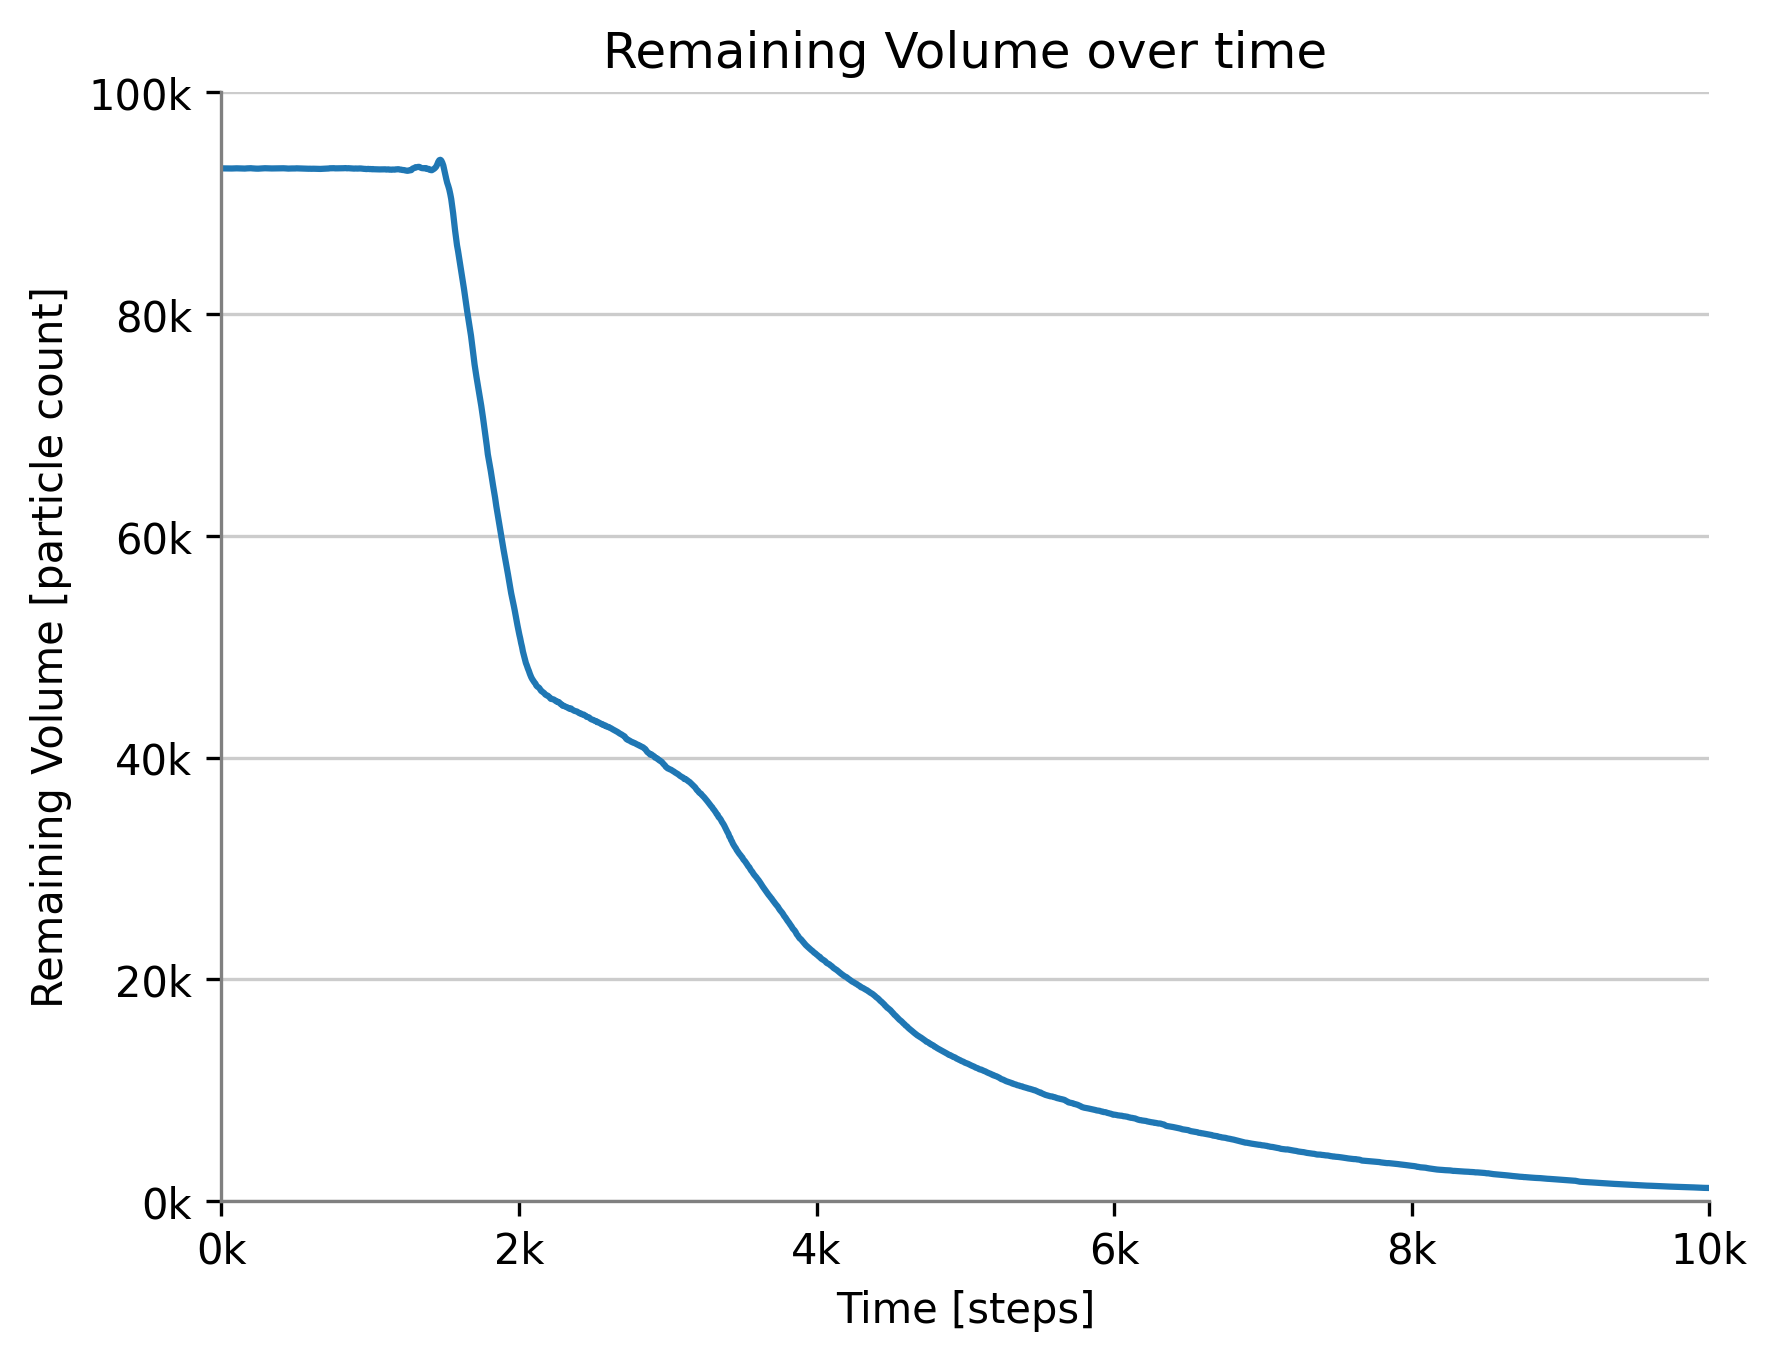 Remaining Volume over time
Remaining Volume [particle count]
100k
80k
60k
40k
20k
0k
0k 2k 4k 6k 8k 10k
Time [steps]